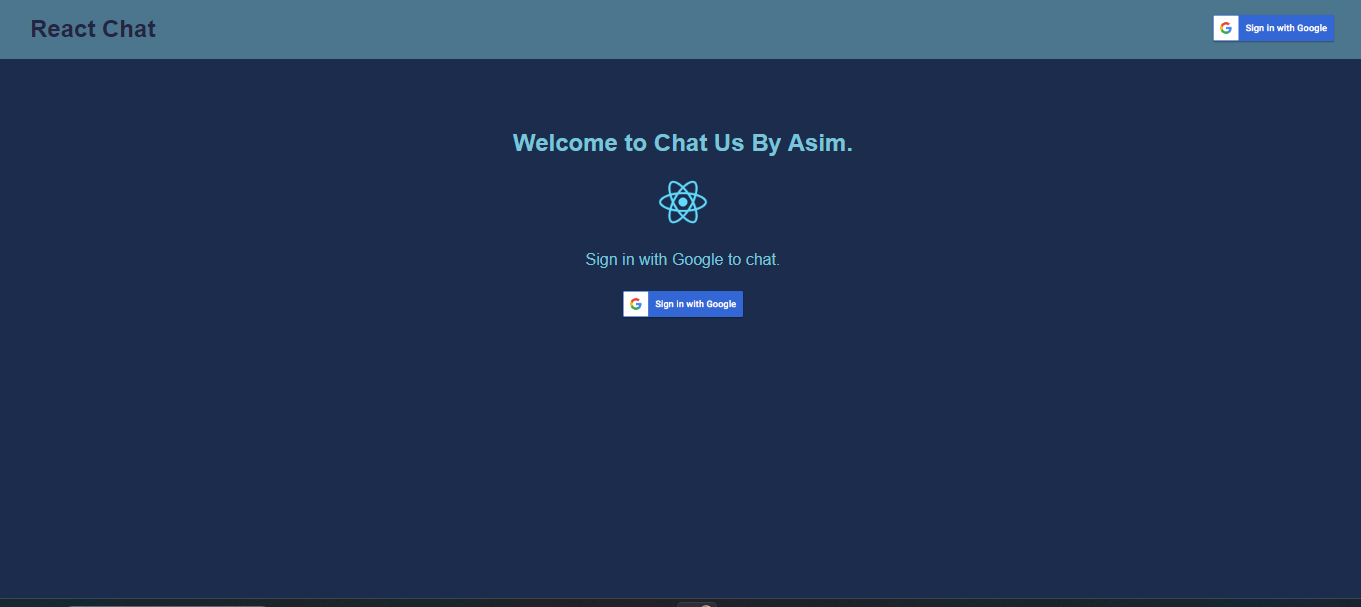 React Chat
Sign in with Google
Welcome to Chat Us By Asim.
Sign in with Google to chat.
Sign in with Google